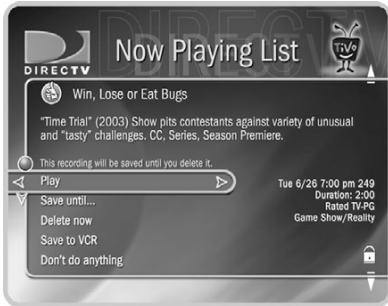 DIRECTV
Now Playing List
TiVo
Win, Lose or Eat Bugs
"Time Trial" (2003) Show pits contestants against variety of unusual
and "tasty" challenges. CC, Series, Season Premiere.
This recording will be saved until you delete it.
Play
Save until...
Delete now
Save to VCR
Don't do anything
Tue 6/26 7:00 pm 249
Duration: 2:00
Rated TV-PG
Game Show/Reality